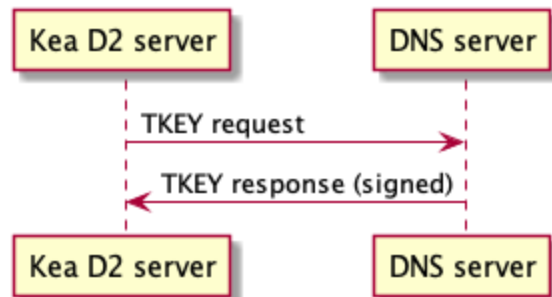 Kea D2 server
DNS server
TKEY request
TKEY response (signed)
Kea D2 server
DNS server